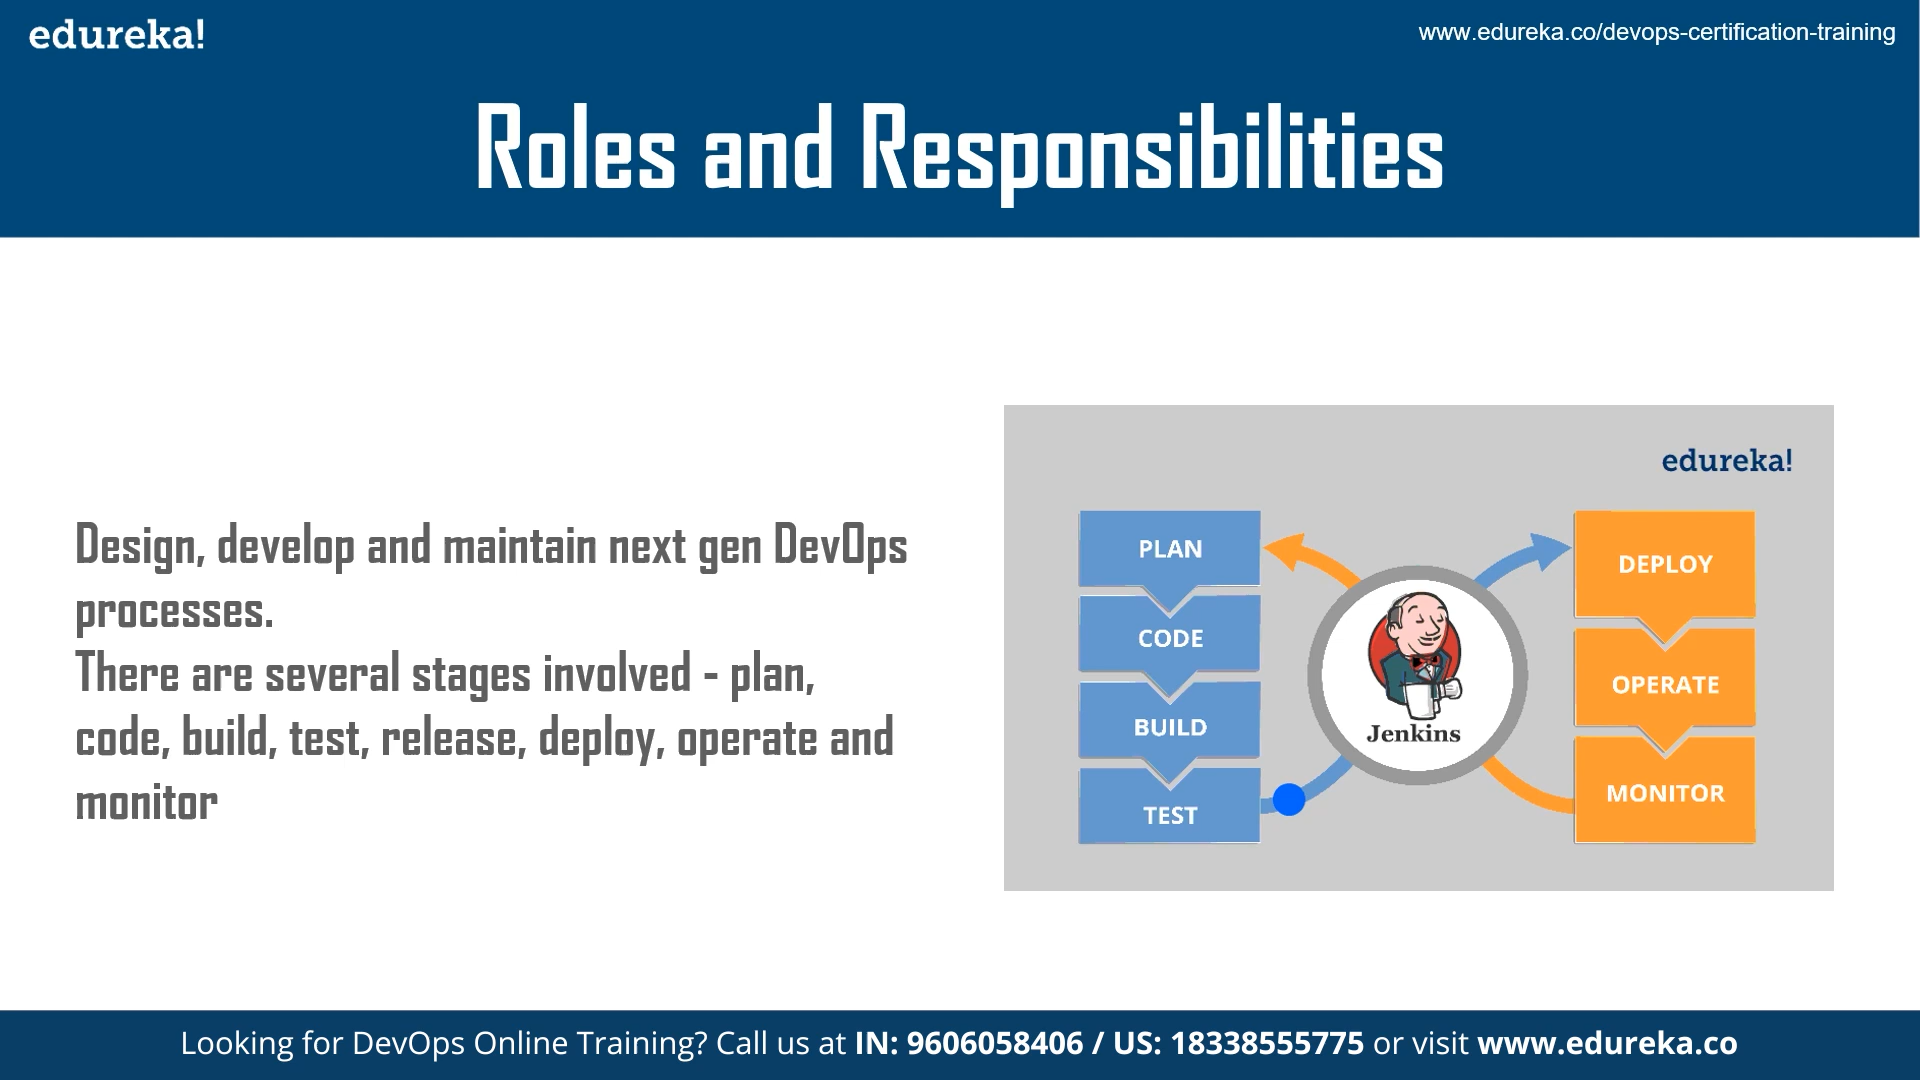 edureka!
www.edureka.co/devops-certification-training
Roles and Responsibilities
Design, develop and maintain next gen DevOps
processes.
There are several stages involved - plan,
code, build, test, release, deploy, operate and
monitor
edureka!
PLAN
CODE
BUILD
TEST
Jenkins
DEPLOY
OPERATE
MONITOR
Looking for DevOps Online Training? Call us at IN: 9606058406 / US: 18338555775 or visit www.edureka.co